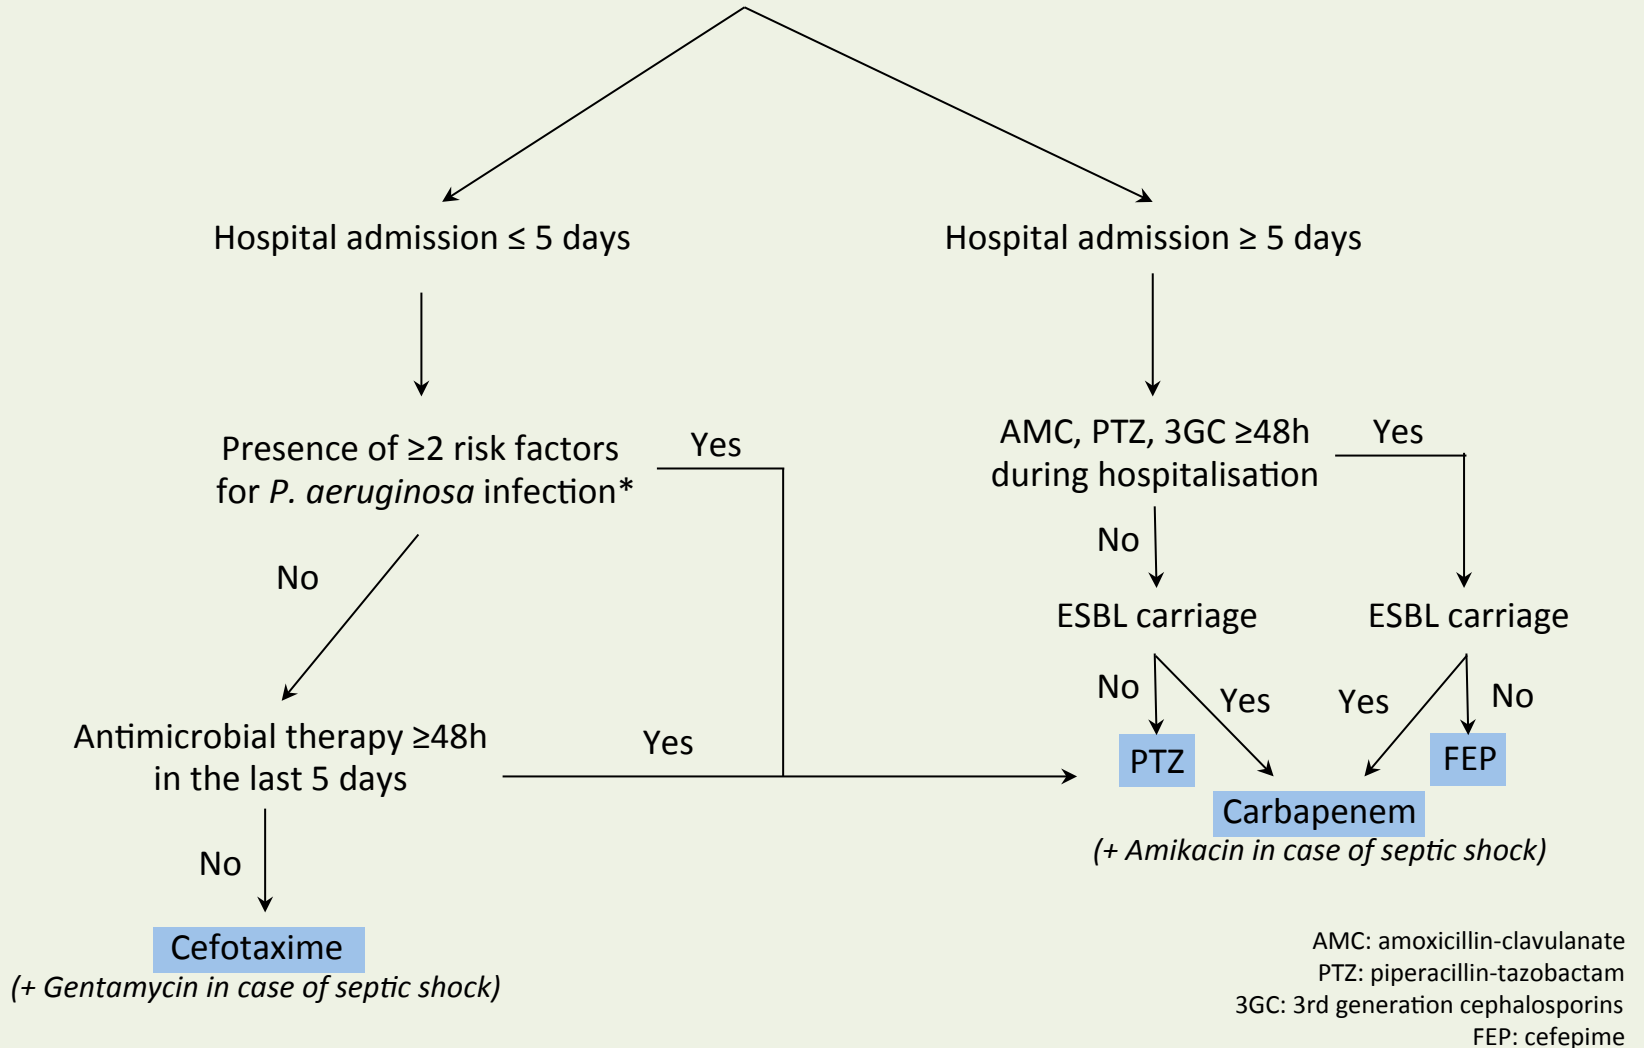 Hospital admission ≤ 5 days
Hospital admission ≥ 5 days
Presence of ≥2 risk factors
for P. aeruginosa infection*
Yes
No
AMC, PTZ, 3GC ≥48h
during hospitalisation
Yes
No
ESBL carriage
ESBL carriage
No
Yes
Yes
No
Antimicrobial therapy ≥48h
in the last 5 days
Yes
No
PTZ
FEP
Carbapenem
(+ Amikacin in case of septic shock)
Cefotaxime
(+ Gentamycin in case of septic shock)
AMC: amoxicillin-clavulanate
PTZ: piperacillin-tazobactam
3GC: 3rd generation cephalosporins
FEP: cefepime